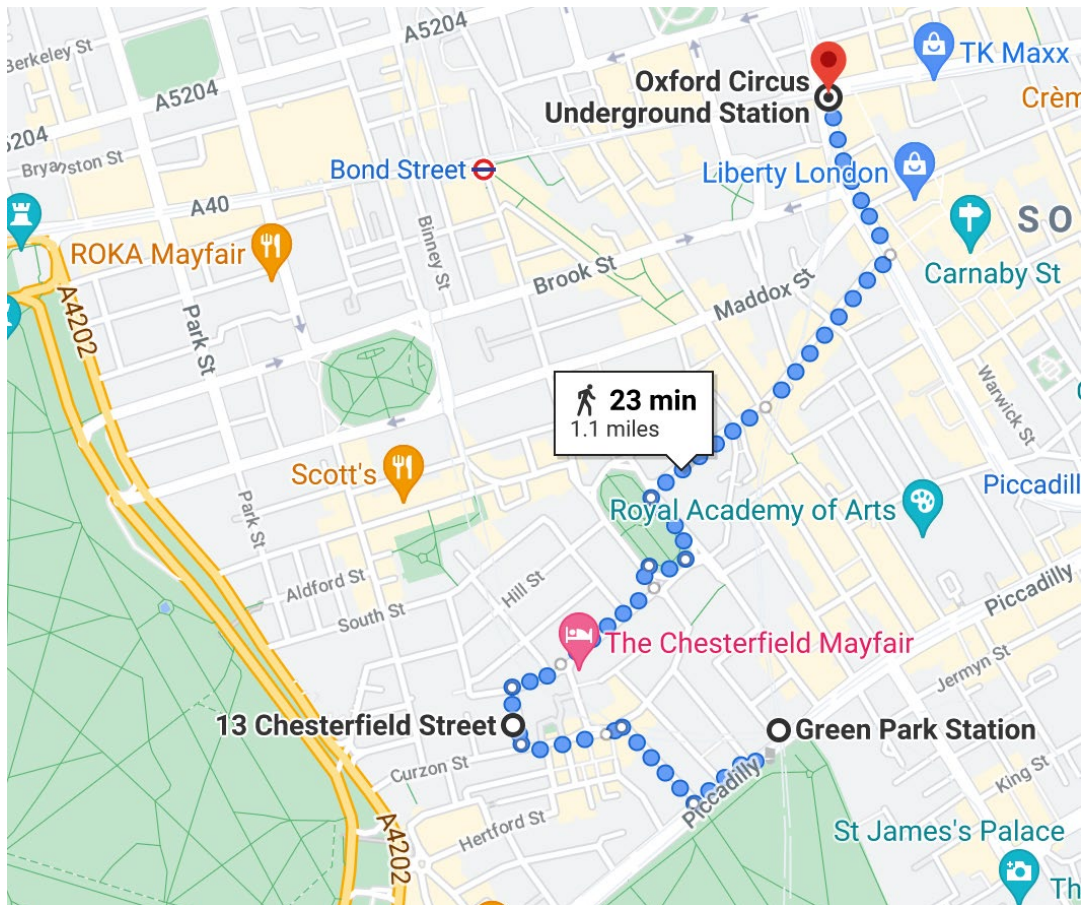 Berkeley St
A5204
A5204
5204
Bryanston St
TK Maxx
Oxford Circus
Underground Station
Crèm
Bond Street
Liberty London
A40
Binney St
SO
ROKA Mayfair
Carnaby St
Brook St
Maddox St
A4202
Park St
23 min
1.1 miles
Warwick St
Scott's
Piccadill
Royal Academy of Arts
Park St
Aldford St
Hill St
Piccadilly
South St
The Chesterfield Mayfair
Jermyn St
13 Chesterfield Street
Green Park Station
Curzon St
Piccadilly
King St
Hertford St
A4202
St James's Palace
Th